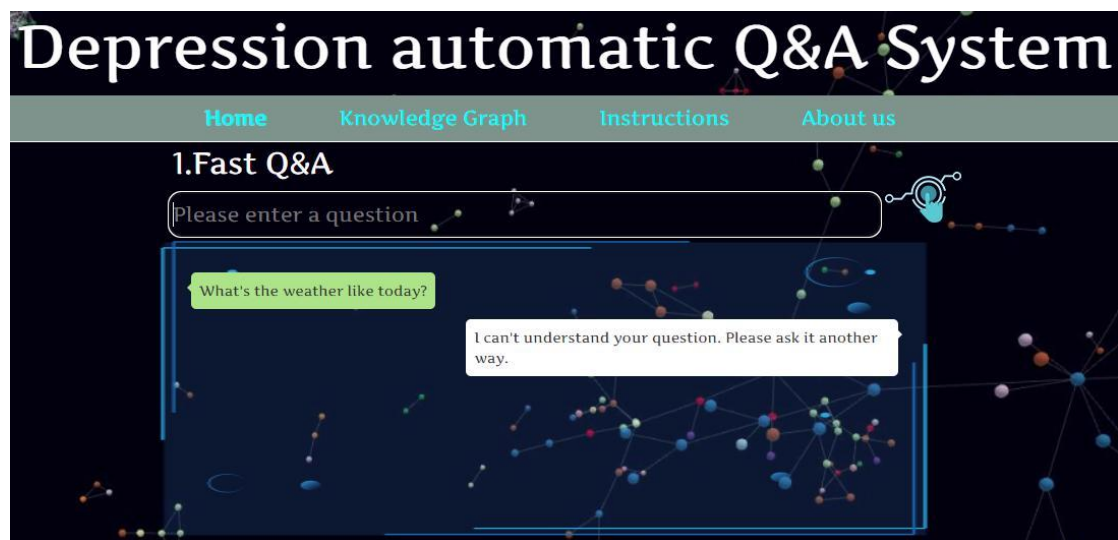 Depression automatic Q&A System
Home Knowledge Graph Instructions About us
1.Fast Q&A
Please enter a question
What's the weather like today?
I can't understand your question. Please ask it another
way.